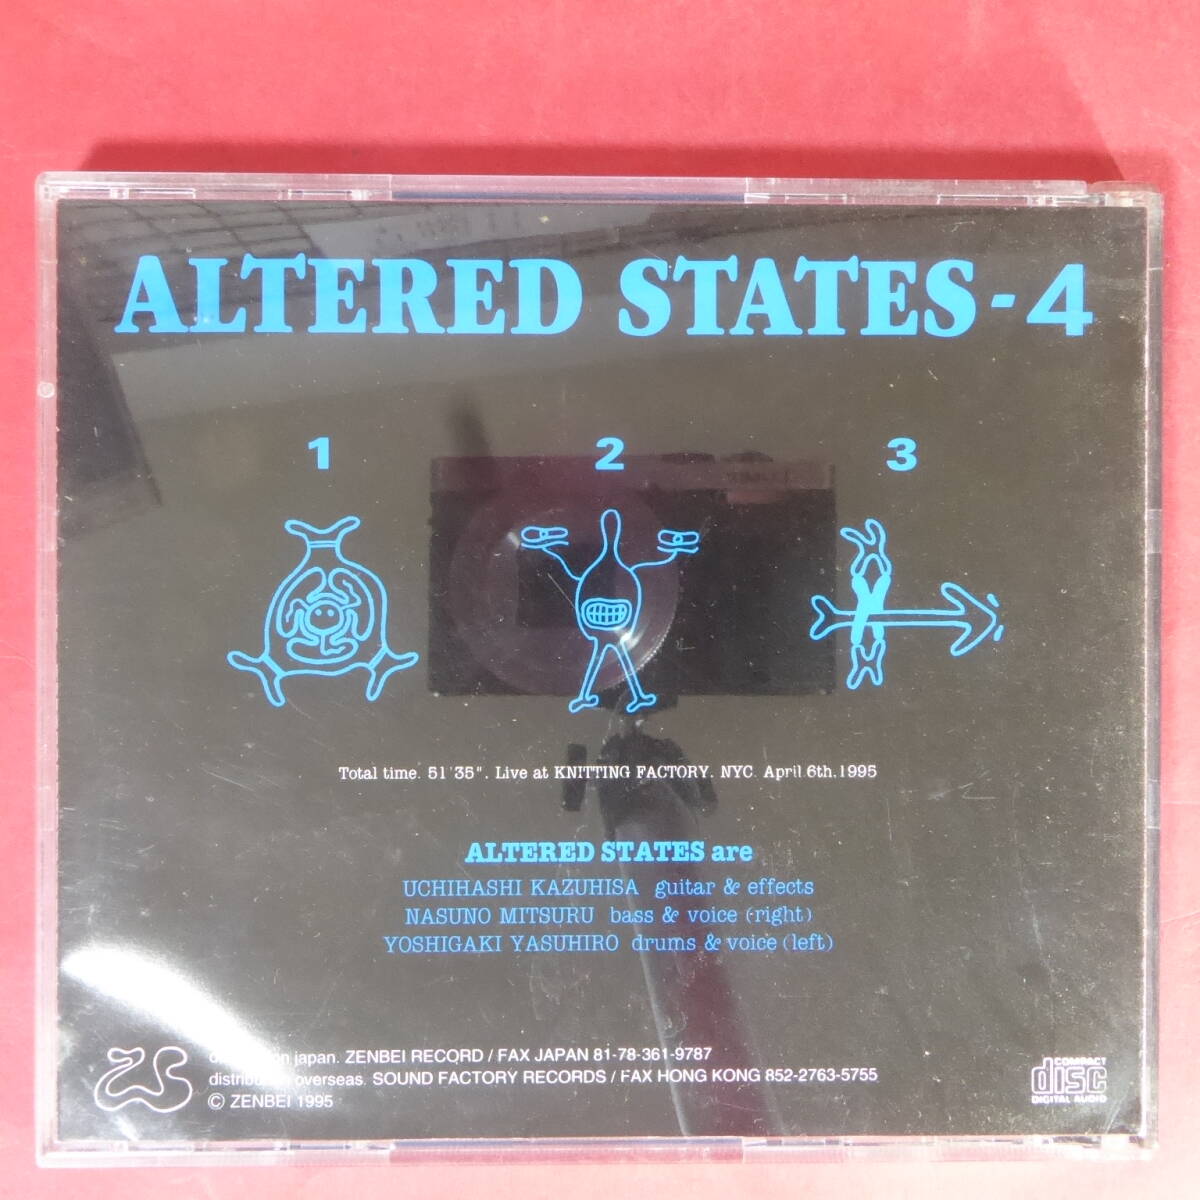 ALTERED STATES-4
1 2 3
Total time. 51'35". Live at KNITTING FACTORY. NYC. April 6th.1995
ALTERED STATES are
UCHIHASHI KAZUHISA guitar & effects
NASUNO MITSURU bass & voice (right)
YOSHIGAKI YASUHIRO drums & voice (left)
japan. ZENBEI RECORD / FAX JAPAN 81-78-361-9787
overseas. SOUND FACTORY RECORDS / FAX HONG KONG 852-2763-5755
© ZENBEI 1995
COMPACT
disc
DIGITAL AUDIO